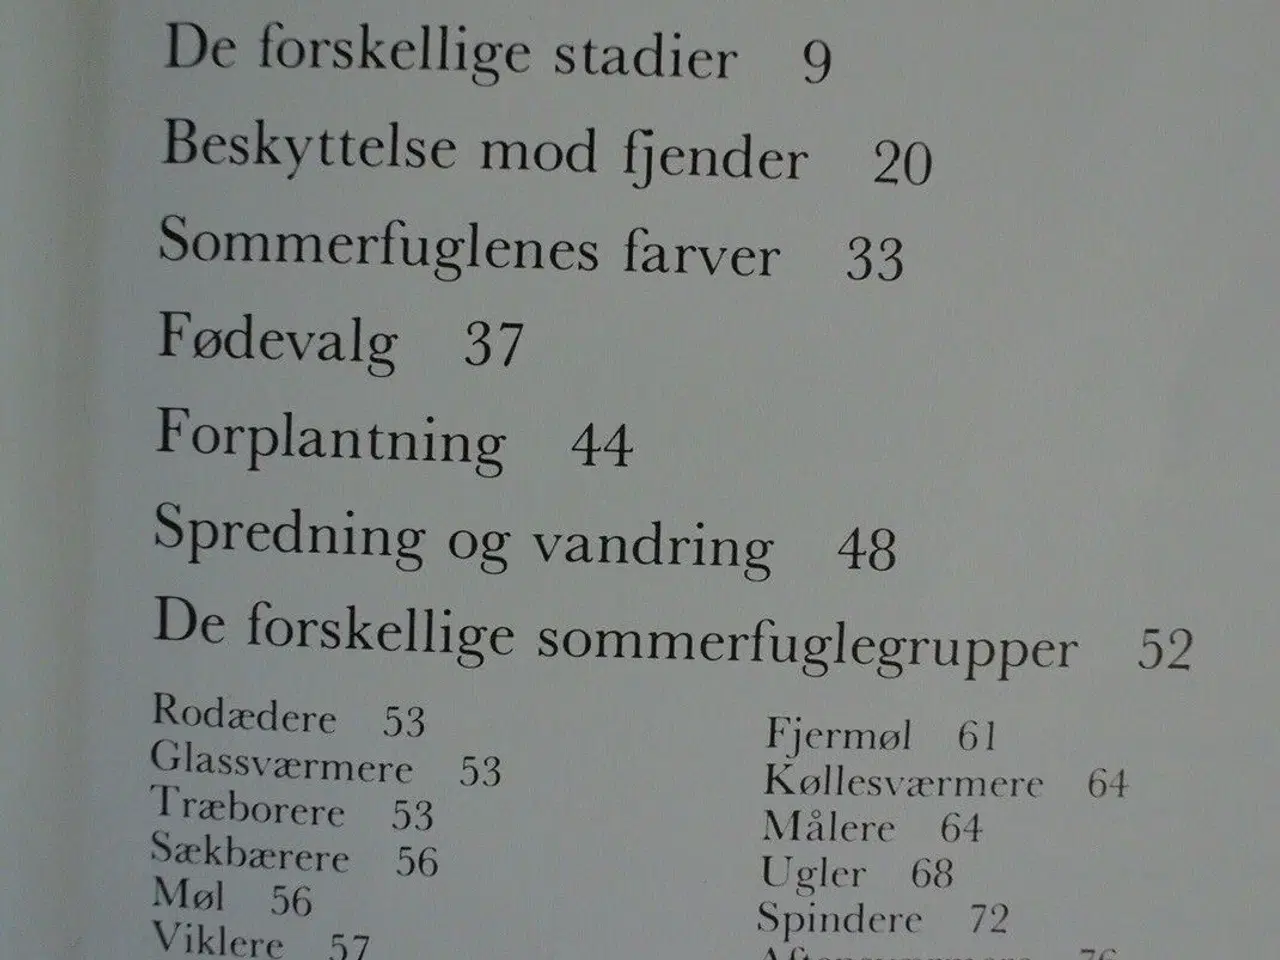 De forskellige stadier 9
Beskyttelse mod fjender 20
Sommerfuglenes farver 33
Fødevalg 37
Forplantning 44
Spredning og vandring 48
De forskellige sommerfuglegrupper 52
Rodædere 53
Glassværmere 53
Træborere 53
Sækbærere 56
Møl 56
Viklere 57
Fjermøl 61
Køllesværmere 64
Målere 64
Ugler 68
Spindere 72